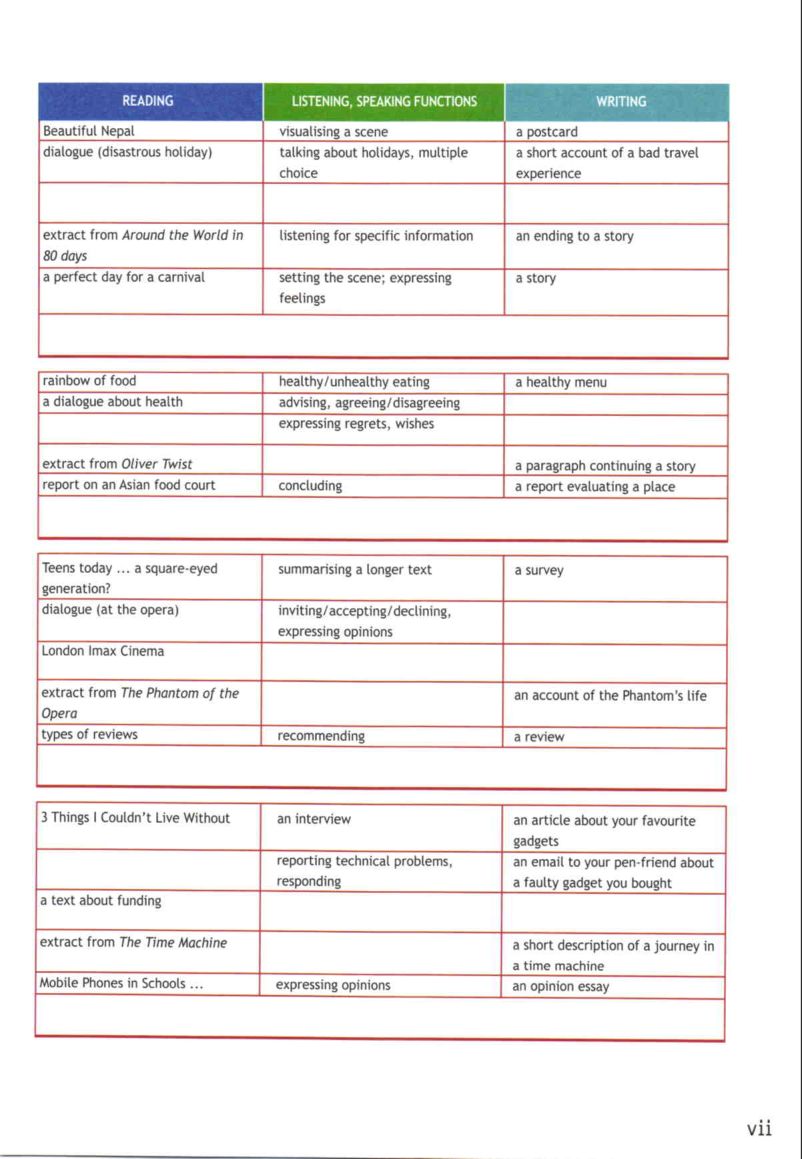 READING LISTENING, SPEAKING FUNCTIONS WRITING
Beautiful Nepal visualising a scene a postcard
dialogue (disastrous holiday) talking about holidays, multiple a short account of a bad travel
choice experience
extract from Around the World in listening for specific information an ending to a story
80 days
a perfect day for a carnival setting the scene; expressing a story
feelings
rainbow of food healthy/unhealthy eating a healthy menu
a dialogue about health advising, agreeing/disagreeing
expressing regrets, wishes
extract from Oliver Twist a paragraph continuing a story
report on an Asian food court concluding a report evaluating a place
Teens today ... a square-eyed summarising a longer text a survey
generation?
dialogue (at the opera) inviting/accepting/declining,
expressing opinions
London Imax Cinema
extract from The Phantom of the an account of the Phantom's life
Opera
types of reviews recommending a review
3 Things I Couldn't Live Without an interview an article about your favourite
gadgets
reporting technical problems, an email to your pen-friend about
responding a faulty gadget you bought
a text about funding
extract from The Time Machine a short description of a journey in
a time machine
Mobile Phones in Schools ... expressing opinions an opinion essay
vii